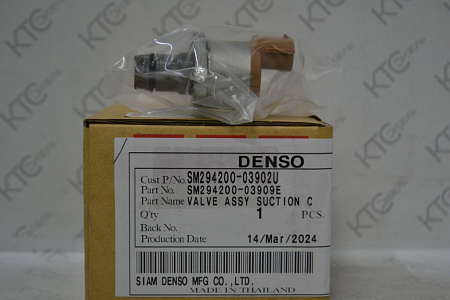 DENSO
Cust P/No. SM294200-03902U
Part No. SM294200-03909E
Part Name VALVE ASSY SUCTION C
Q'ty 1 PCS.
Back No.
Production Date 14/Mar/2024
SIAM DENSO MFG CO.,LTD.
MADE IN THAILAND